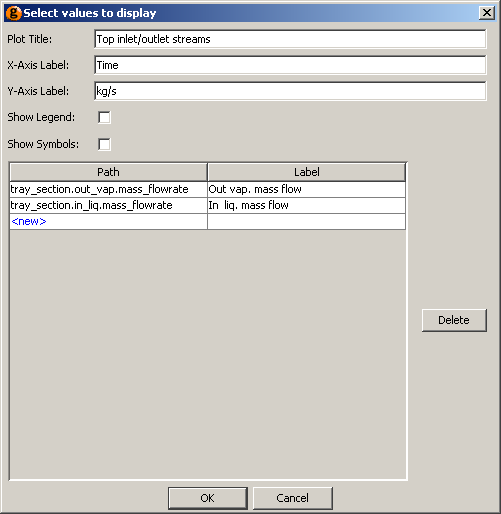 Select values to display
Plot Title: Top inlet/outlet streams
X-Axis Label: Time
Y-Axis Label: kg/s
Show Legend:
Show Symbols:
Path Label
tray_section.out_vap.mass_flowrate Out vap. mass flow
tray_section.in_liq.mass_flowrate In  liq. mass flow
<new>
Delete
OK Cancel